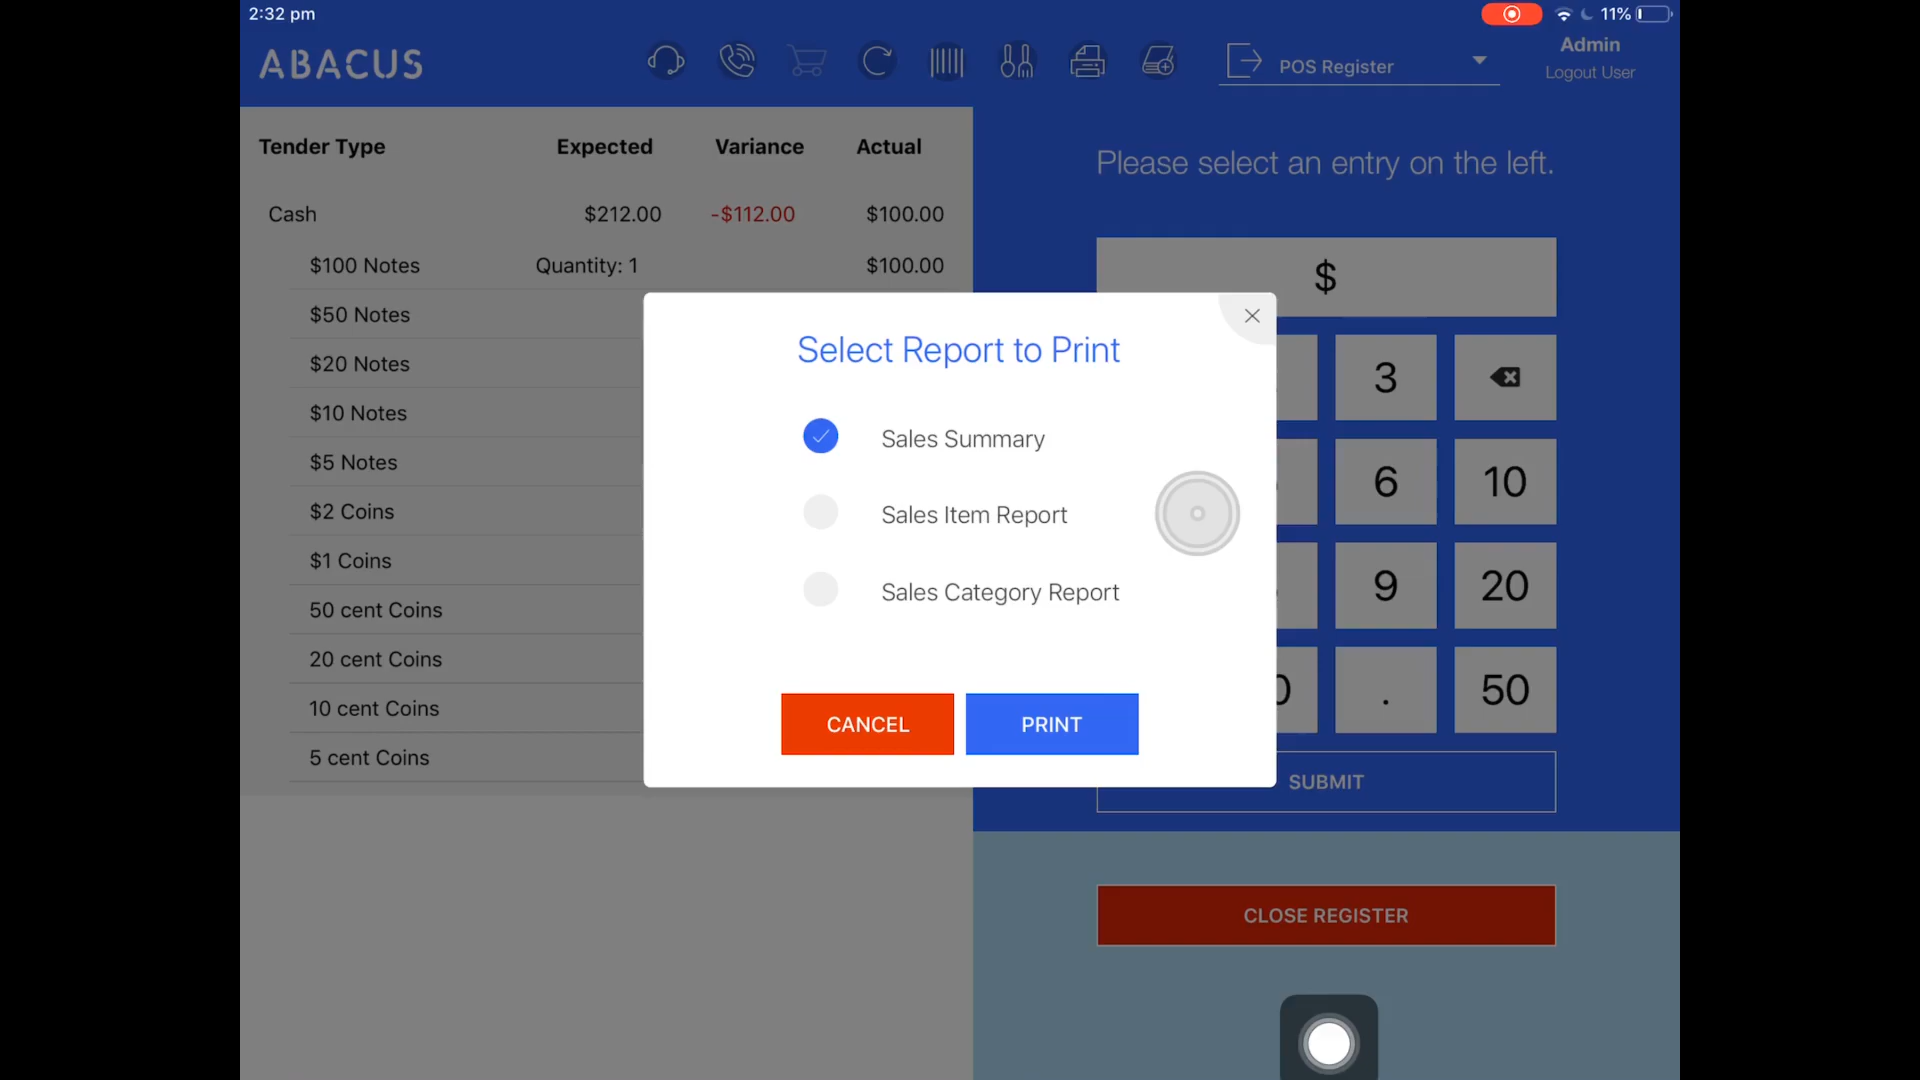 2:32 pm
11%
ABACUS
POS Register
Admin
Logout User
Tender Type Expected Variance Actual
Cash $212.00 -$112.00 $100.00
$100 Notes Quantity: 1 $100.00
$50 Notes
$20 Notes
$10 Notes
$5 Notes
$2 Coins
$1 Coins
50 cent Coins
20 cent Coins
10 cent Coins
5 cent Coins
Select Report to Print
Sales Summary
Sales Item Report
Sales Category Report
CANCEL PRINT
Please select an entry on the left.
$
3
6 10
9 20
. 50
SUBMIT
CLOSE REGISTER